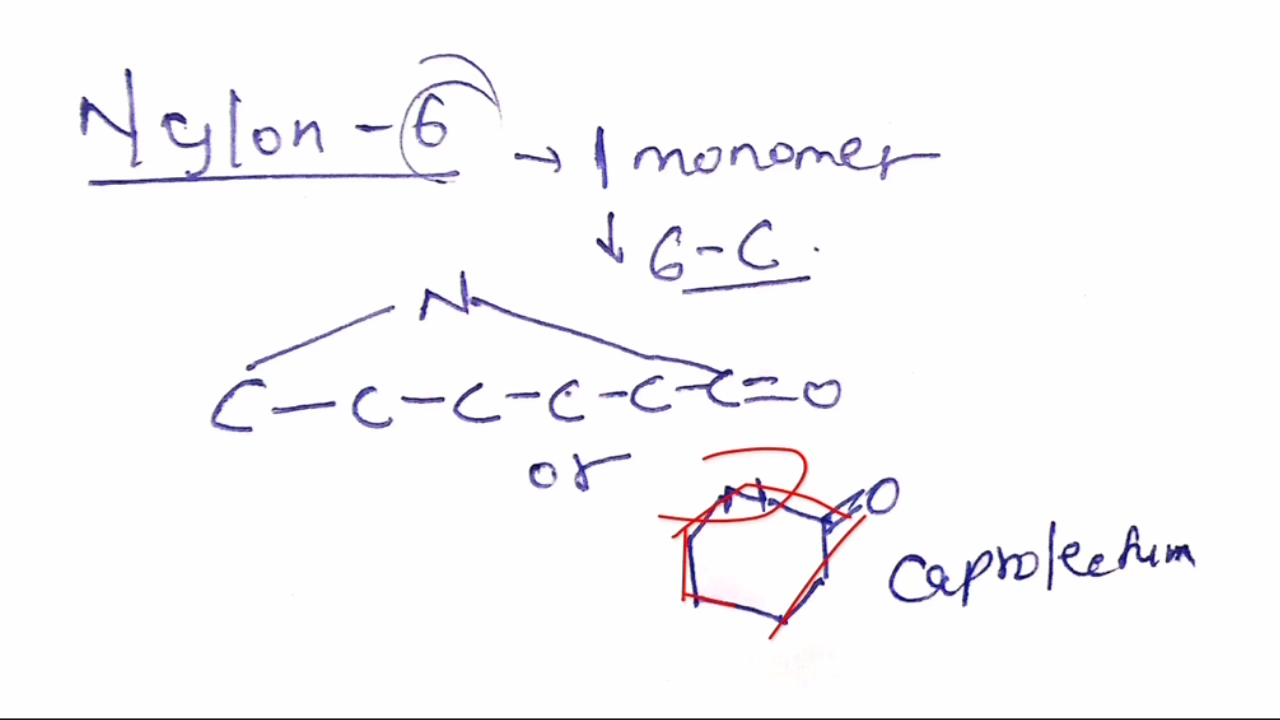 Nylon-6 → 1 monomer
↓ 6-C
N
C-C-C-C-C-C=O
or
N O
Caprolectum